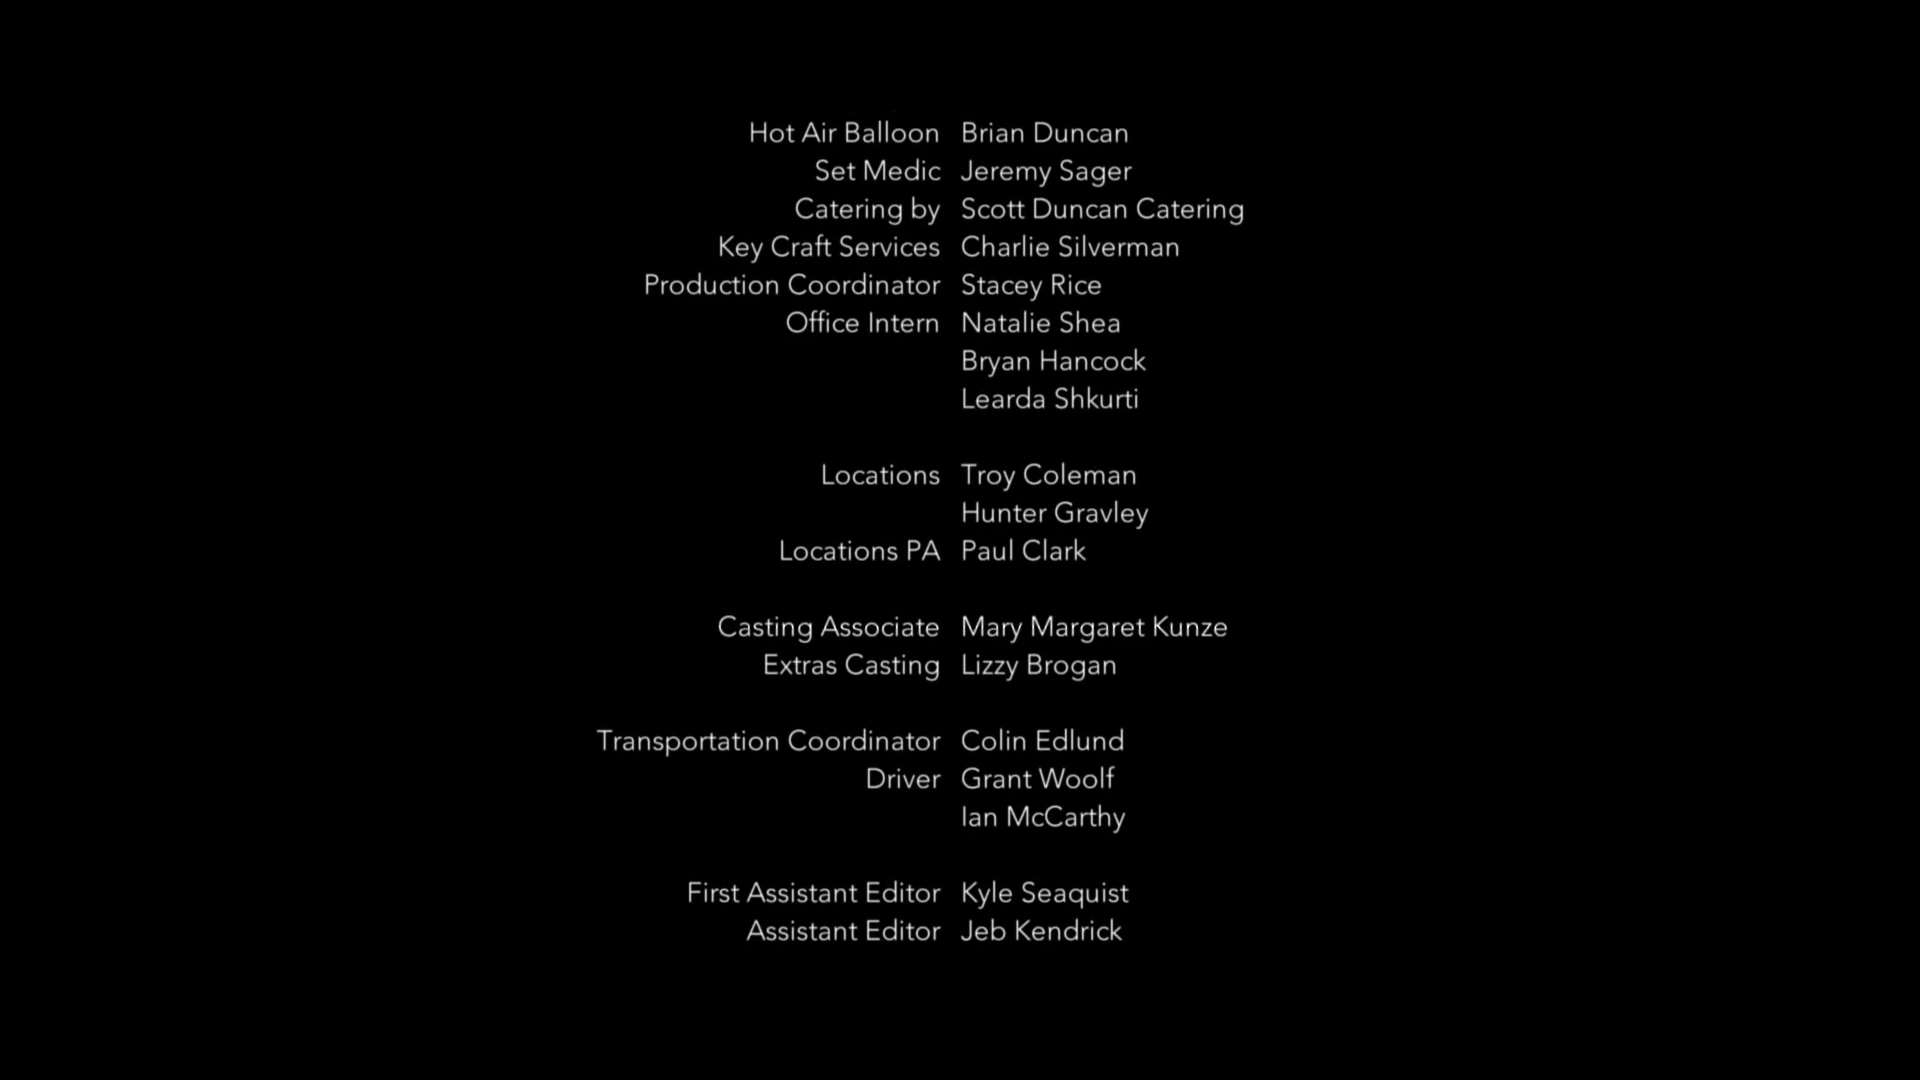 Hot Air Balloon Brian Duncan
Set Medic Jeremy Sager
Catering by Scott Duncan Catering
Key Craft Services Charlie Silverman
Production Coordinator Stacey Rice
Office Intern Natalie Shea
Bryan Hancock
Learda Shkurti
Locations Troy Coleman
Hunter Gravley
Locations PA Paul Clark
Casting Associate Mary Margaret Kunze
Extras Casting Lizzy Brogan
Transportation Coordinator Colin Edlund
Driver Grant Woolf
Ian McCarthy
First Assistant Editor Kyle Seaquist
Assistant Editor Jeb Kendrick